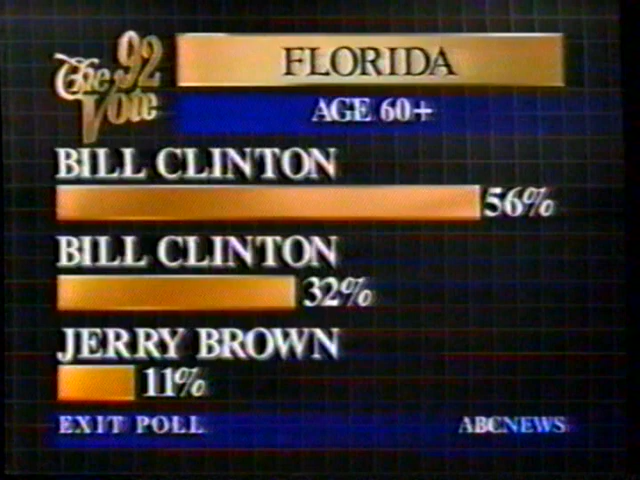 The '92 Vote
FLORIDA
AGE 60+
BILL CLINTON
56%
BILL CLINTON
32%
JERRY BROWN
11%
EXIT POLL
ABCNEWS